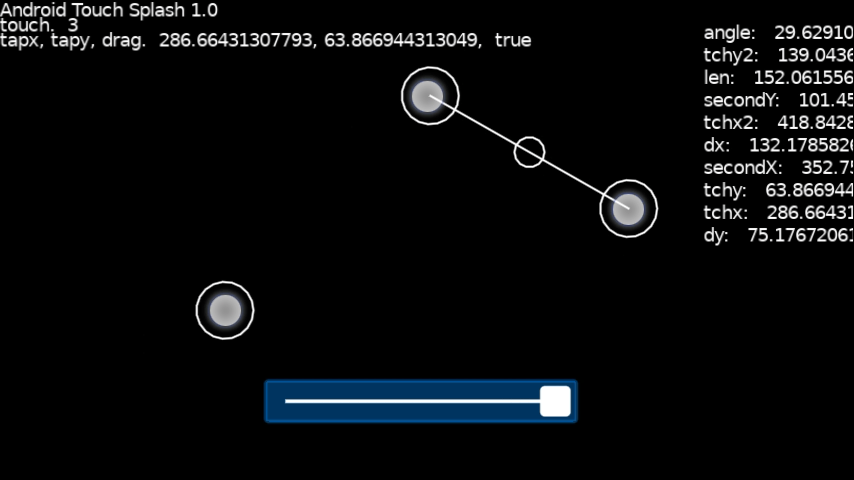 Android Touch Splash 1.0
touch. 3
tapx, tapy, drag. 286.66431307793, 63.866944313049, true
angle: 29.62910
tchy2: 139.0436
len: 152.061556
secondY: 101.45
tchx2: 418.8428
dx: 132.1785826
secondX: 352.75
tchy: 63.866944
tchx: 286.66431
dy: 75.17672061